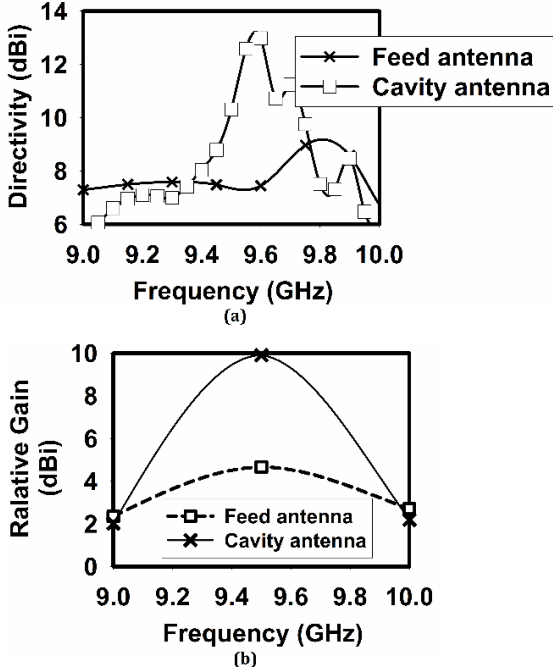 14
12
10
8
6
Directivity (dBi)
Feed antenna
Cavity antenna
9.0 9.2 9.4 9.6 9.8 10.0
Frequency (GHz)
(a)
10
8
6
4
2
0
Ralative Gain
(dBi)
Feed antenna
Cavity antenna
9.0 9.2 9.4 9.6 9.8 10.0
Frequency (GHz)
(b)